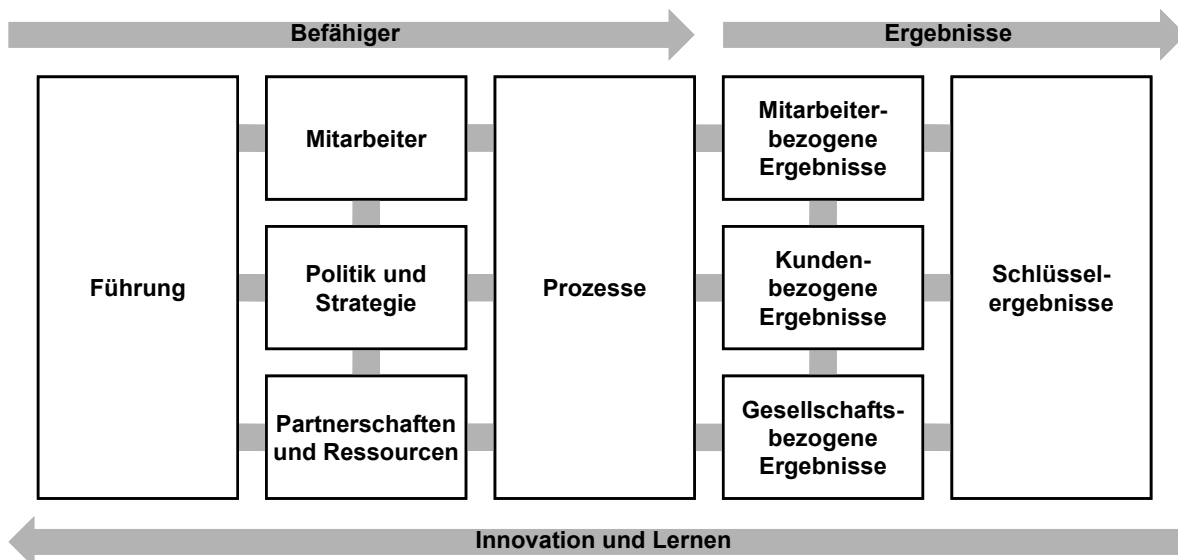 Befähiger
Ergebnisse
Führung
Mitarbeiter
Politik und
Strategie
Partnerschaften
und Ressourcen
Prozesse
Mitarbeiter-
bezogene
Ergebnisse
Kunden-
bezogene
Ergebnisse
Gesellschafts-
bezogene
Ergebnisse
Schlüssel-
ergebnisse
Innovation und Lernen